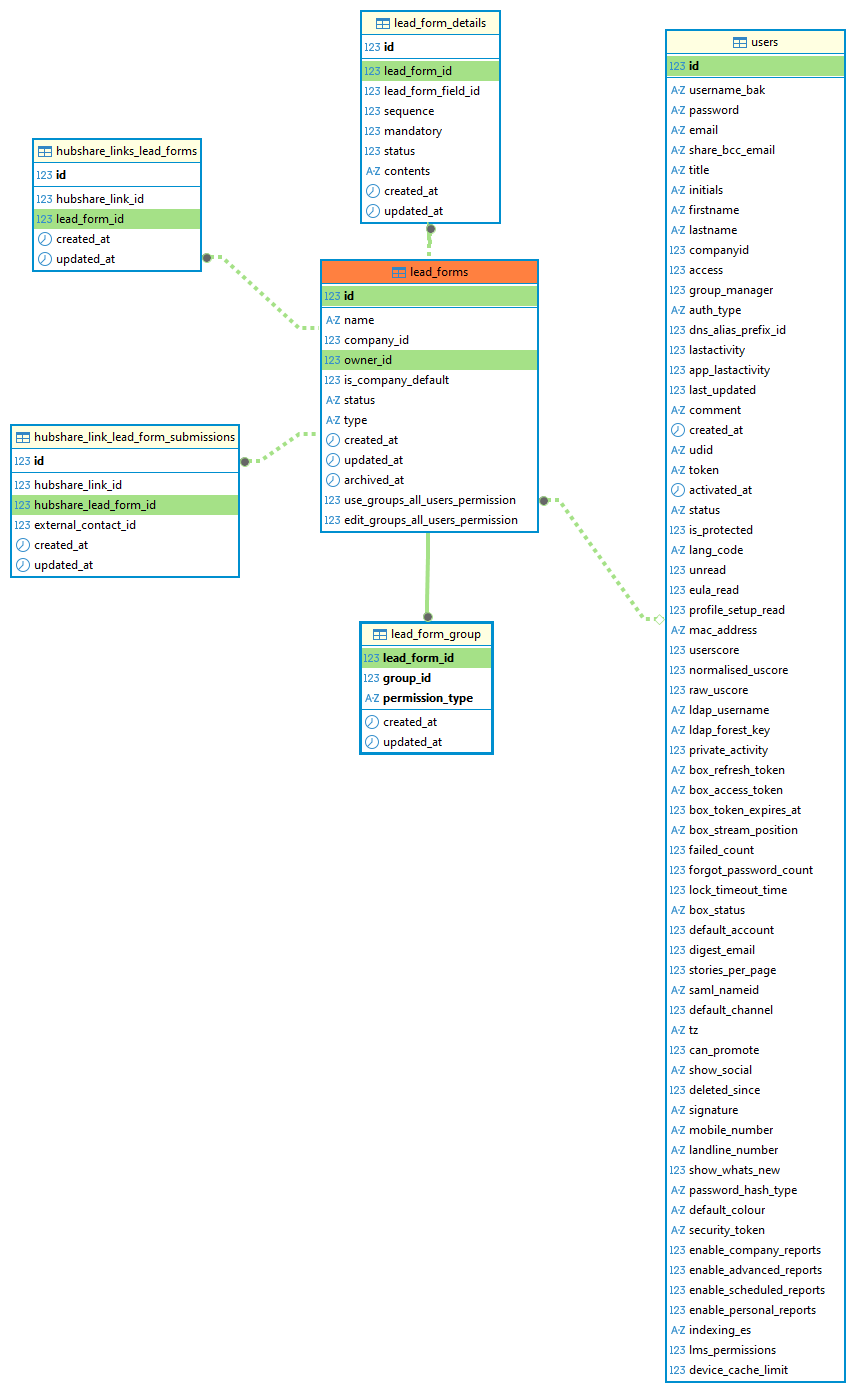 lead_form_details
123 id
123 lead_form_id
123 lead_form_field_id
123 sequence
123 mandatory
123 status
A-Z contents
created_at
updated_at
hubshare_links_lead_forms
123 id
123 hubshare_link_id
123 lead_form_id
created_at
updated_at
lead_forms
123 id
A-Z name
123 company_id
123 owner_id
123 is_company_default
A-Z status
A-Z type
created_at
updated_at
archived_at
123 use_groups_all_users_permission
123 edit_groups_all_users_permission
hubshare_link_lead_form_submissions
123 id
123 hubshare_link_id
123 hubshare_lead_form_id
123 external_contact_id
created_at
updated_at
lead_form_group
123 lead_form_id
123 group_id
A-Z permission_type
created_at
updated_at
users
123 id
A-Z username_bak
A-Z password
A-Z email
A-Z share_bcc_email
A-Z title
A-Z initials
A-Z firstname
A-Z lastname
123 companyid
123 access
123 group_manager
A-Z auth_type
123 dns_alias_prefix_id
123 lastactivity
123 app_lastactivity
123 last_updated
A-Z comment
created_at
A-Z udid
A-Z token
activated_at
A-Z status
123 is_protected
A-Z lang_code
123 unread
123 eula_read
123 profile_setup_read
A-Z mac_address
123 userscore
123 normalised_uscore
123 raw_uscore
A-Z ldap_username
A-Z ldap_forest_key
123 private_activity
A-Z box_refresh_token
A-Z box_access_token
123 box_token_expires_at
A-Z box_stream_position
123 failed_count
123 forgot_password_count
123 lock_timeout_time
A-Z box_status
123 default_account
123 digest_email
123 stories_per_page
A-Z saml_nameid
123 default_channel
A-Z tz
123 can_promote
A-Z show_social
123 deleted_since
A-Z signature
A-Z mobile_number
A-Z landline_number
123 show_whats_new
A-Z password_hash_type
A-Z default_colour
A-Z security_token
123 enable_company_reports
123 enable_advanced_reports
123 enable_scheduled_reports
123 enable_personal_reports
A-Z indexing_es
123 lms_permissions
123 device_cache_limit